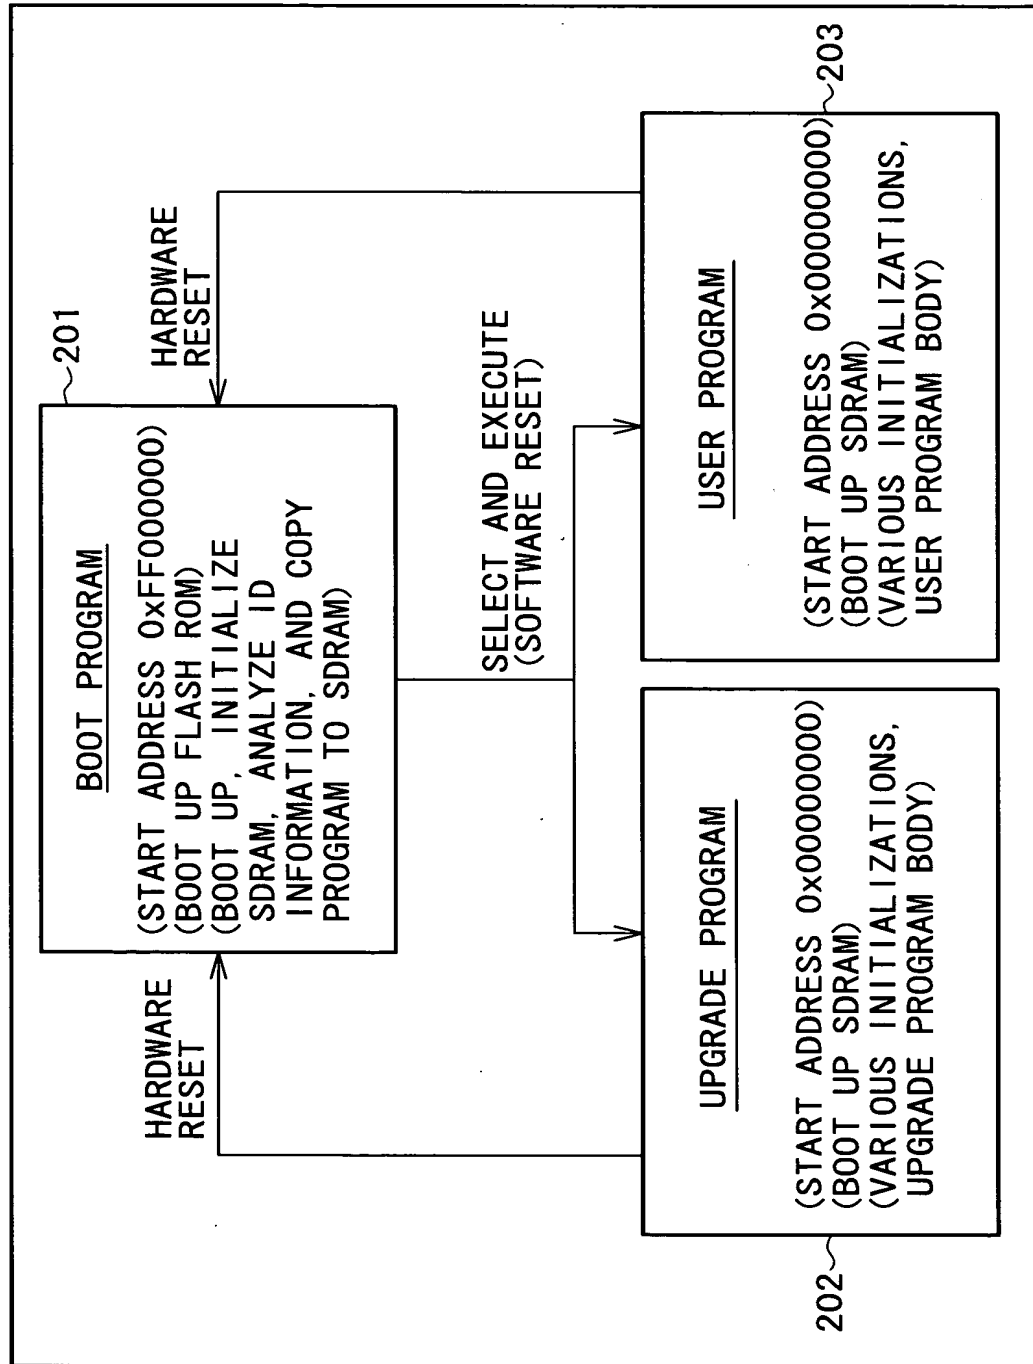 201
BOOT PROGRAM
(START ADDRESS 0xFF000000)
(BOOT UP FLASH ROM)
(BOOT UP, INITIALIZE
SDRAM, ANALYZE ID
INFORMATION, AND COPY
PROGRAM TO SDRAM)
HARDWARE
RESET
HARDWARE
RESET
SELECT AND EXECUTE
(SOFTWARE RESET)
202
UPGRADE PROGRAM
(START ADDRESS 0x00000000)
(BOOT UP SDRAM)
(VARIOUS INITIALIZATIONS,
UPGRADE PROGRAM BODY)
203
USER PROGRAM
(START ADDRESS 0x00000000)
(BOOT UP SDRAM)
(VARIOUS INITIALIZATIONS,
USER PROGRAM BODY)